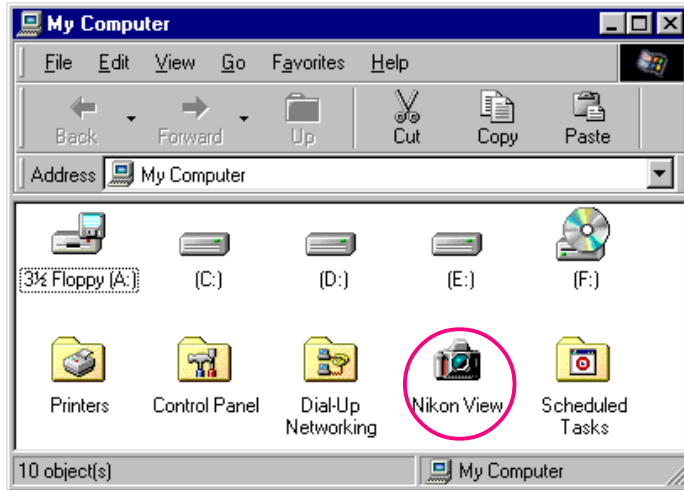 My Computer
File Edit View Go Favorites Help
Back Forward Up Cut Copy Paste
Address My Computer
3½ Floppy (A:) (C:) (D:) (E:) (F:)
Printers Control Panel Dial-Up Networking Nikon View Scheduled Tasks
10 object(s) My Computer